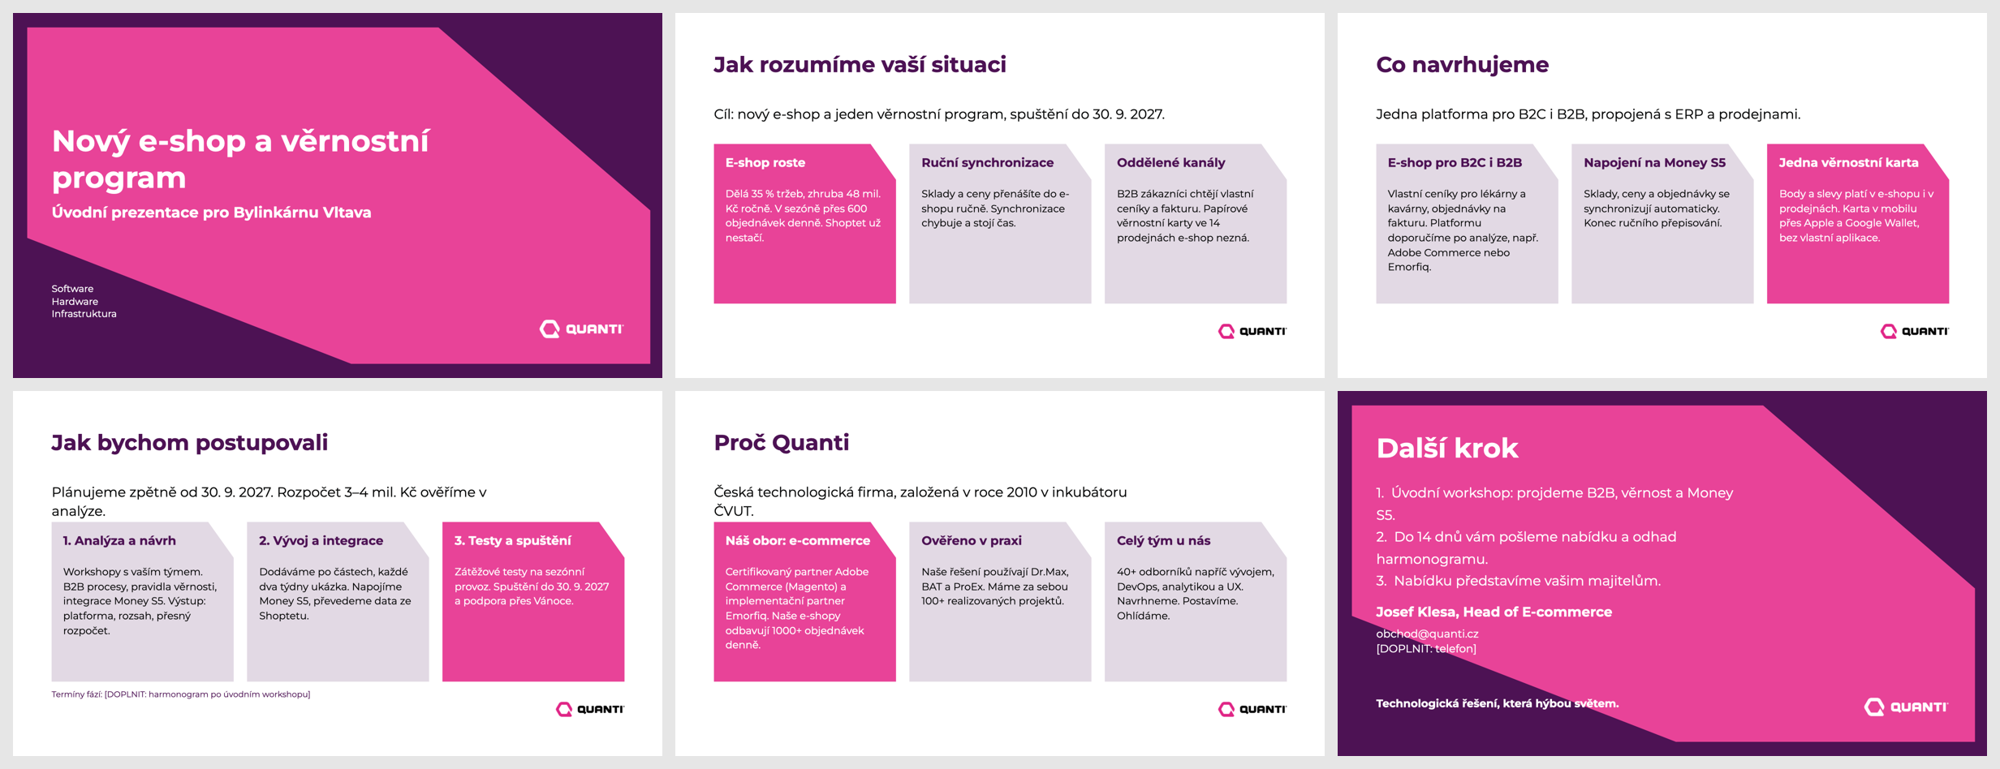 Nový e-shop a věrnostní
program
Úvodní prezentace pro Bylinkárnu Vltava
Software
Hardware
Infrastruktura
QUANTI
Jak rozumíme vaší situaci
Cíl: nový e-shop a jeden věrnostní program, spuštění do 30. 9. 2027.
E-shop roste
Dělá 35 % tržeb, zhruba 48 mil.
Kč ročně. V sezóně přes 600
objednávek denně. Shoptet už
nestačí.
Ruční synchronizace
Sklady a ceny přenášíte do e-
shopu ručně. Synchronizace
chybuje a stojí čas.
Oddělené kanály
B2B zákazníci chtějí vlastní
ceníky a fakturu. Papírové
věrnostní karty ve 14
prodejnách e-shop nezná.
QUANTI
Co navrhujeme
Jedna platforma pro B2C i B2B, propojená s ERP a prodejnami.
E-shop pro B2C i B2B
Vlastní ceníky pro lékárny a
kavárny, objednávky na
fakturu. Platformu
doporučíme po analýze, např.
Adobe Commerce nebo
Emorfiq.
Napojení na Money S5
Sklady, ceny a objednávky se
synchronizují automaticky.
Konec ručního přepisování.
Jedna věrnostní karta
Body a slevy platí v e-shopu i v
prodejnách. Karta v mobilu
přes Apple a Google Wallet,
bez vlastní aplikace.
QUANTI
Jak bychom postupovali
Plánujeme zpětně od 30. 9. 2027. Rozpočet 3–4 mil. Kč ověříme v
analýze.
1. Analýza a návrh
Workshopy s vaším týmem.
B2B procesy, pravidla věrnosti,
integrace Money S5. Výstup:
platforma, rozsah, přesný
rozpočet.
2. Vývoj a integrace
Dodáváme po částech, každé
dva týdny ukázka. Napojíme
Money S5, převedeme data ze
Shoptetu.
3. Testy a spuštění
Zátěžové testy na sezónní
provoz. Spuštění do 30. 9. 2027
a podpora přes Vánoce.
Termíny fází: [DOPLNIT: harmonogram po úvodním workshopu]
QUANTI
Proč Quanti
Česká technologická firma, založená v roce 2010 v inkubátoru
ČVUT.
Náš obor: e-commerce
Certifikovaný partner Adobe
Commerce (Magento) a
implementační partner
Emorfiq. Naše e-shopy
odbavují 1000+ objednávek
denně.
Ověřeno v praxi
Naše řešení používají Dr.Max,
BAT a ProEx. Máme za sebou
100+ realizovaných projektů.
Celý tým u nás
40+ odborníků napříč vývojem,
DevOps, analytikou a UX.
Navrhneme. Postavíme.
Ohlídáme.
QUANTI
Další krok
1. Úvodní workshop: projdeme B2B, věrnost a Money
S5.
2. Do 14 dnů vám pošleme nabídku a odhad
harmonogramu.
3. Nabídku představíme vašim majitelům.
Josef Klesa, Head of E-commerce
obchod@quanti.cz
[DOPLNIT: telefon]
Technologická řešení, která hýbou světem.
QUANTI